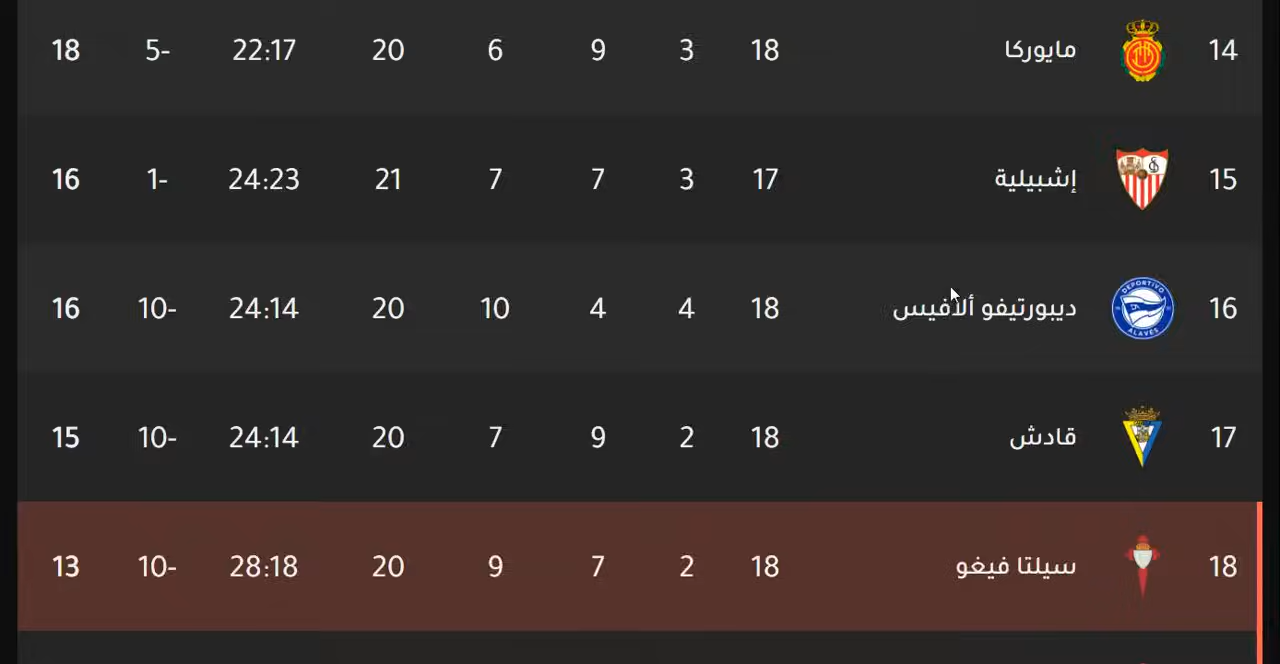 14 مايوركا 18 3 9 6 20 22:17 5- 18
15 إشبيلية 17 3 7 7 21 24:23 1- 16
DEPORTIVO
ALAVÉS
16 ديبورتيفو ألافيس 18 4 4 10 20 24:14 10- 16
17 قادش 18 2 9 7 20 24:14 10- 15
18 سيلتا فيغو 18 2 7 9 20 28:18 10- 13